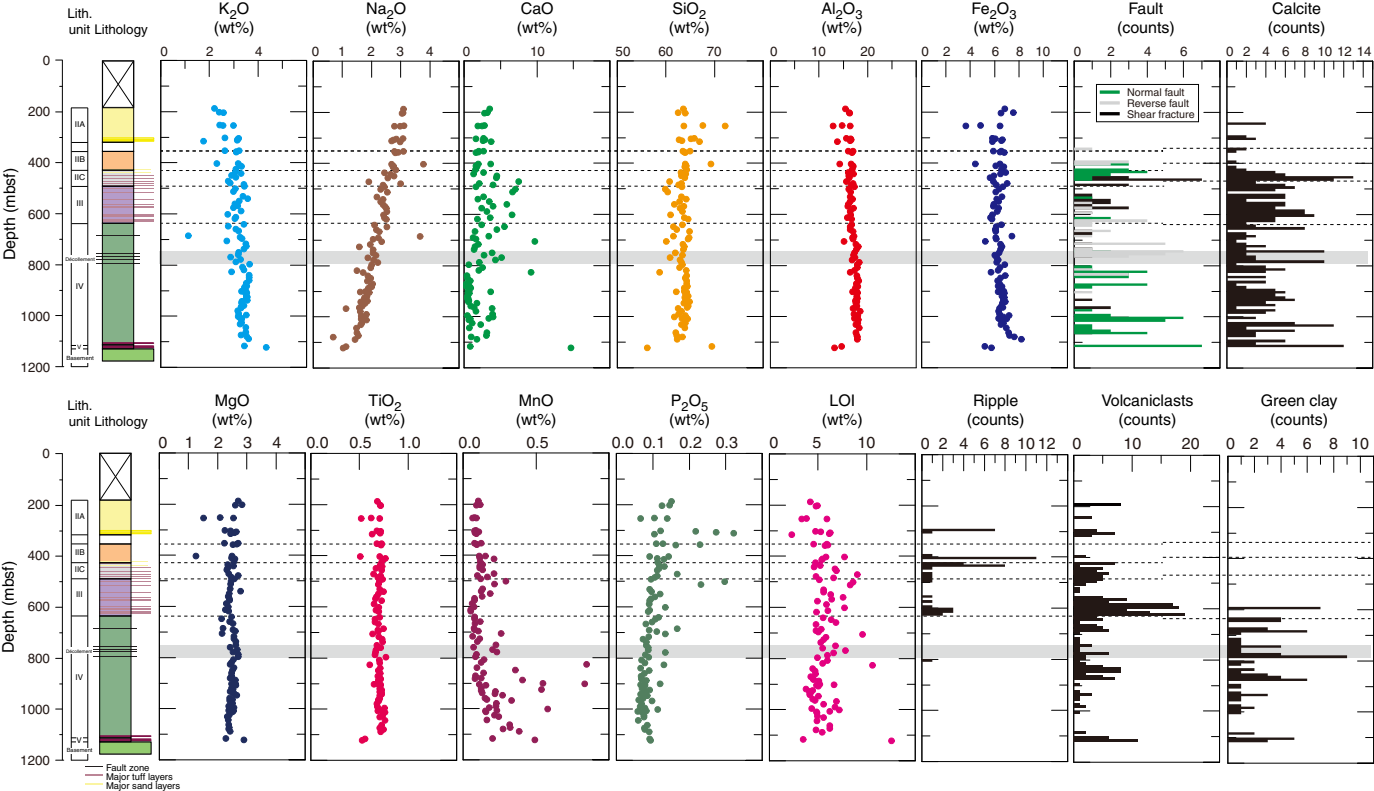 Lith.
unit Lithology
K2O
(wt%)
Na2O
(wt%)
CaO
(wt%)
SiO2
(wt%)
Al2O3
(wt%)
Fe2O3
(wt%)
Fault
(counts)
Calcite
(counts)
0 2 4
0 1 2 3 4
0 10
50 60 70
0 10 20
0 2 4 6 8 10
0 2 4 6
0 2 4 6 8 10 12 14
Depth (mbsf)
0
200
400
600
800
1000
1200
IIA
IIB
IIC
III
Décollement
IV
V
Basement
Normal fault
Reverse fault
Shear fracture
Lith.
unit Lithology
MgO
(wt%)
TiO2
(wt%)
MnO
(wt%)
P2O5
(wt%)
LOI
(wt%)
Ripple
(counts)
Volcaniclasts
(counts)
Green clay
(counts)
0 1 2 3 4
0.0 0.5 1.0
0.0 0.5
0.0 0.1 0.2 0.3
0 5 10
0 2 4 6 8 10 12
0 10 20
0 2 4 6 8 10
Depth (mbsf)
0
200
400
600
800
1000
1200
IIA
IIB
IIC
III
Décollement
IV
V
Basement
Fault zone
Major tuff layers
Major sand layers